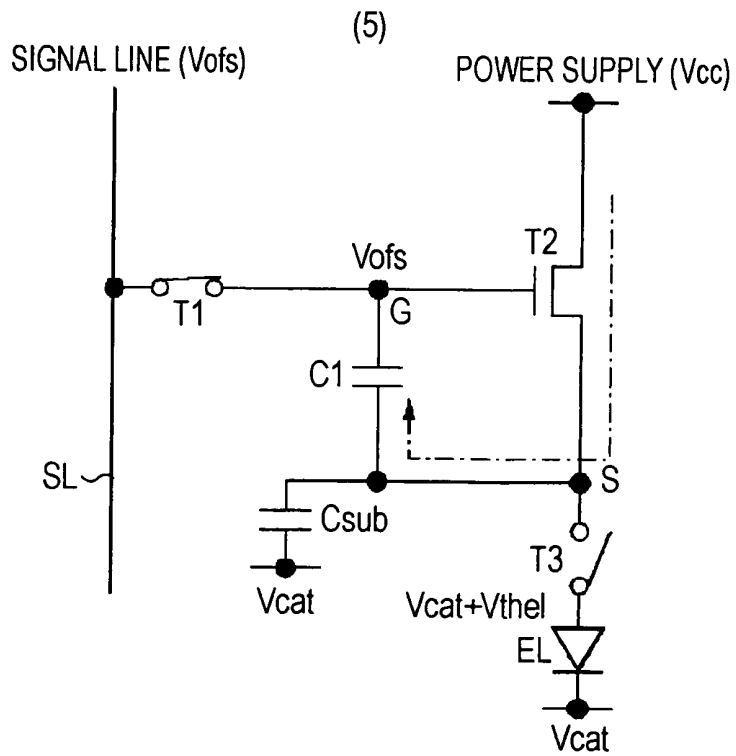 (5)
SIGNAL LINE (Vofs)
POWER SUPPLY (Vcc)
T2
Vofs
T1
G
C1
SL
S
Csub
T3
Vcat
Vcat+Vthel
EL
Vcat